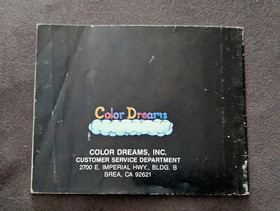 Color Dreams
COLOR DREAMS, INC.
CUSTOMER SERVICE DEPARTMENT
2700 E. IMPERIAL HWY., BLDG. B
BREA, CA 92621